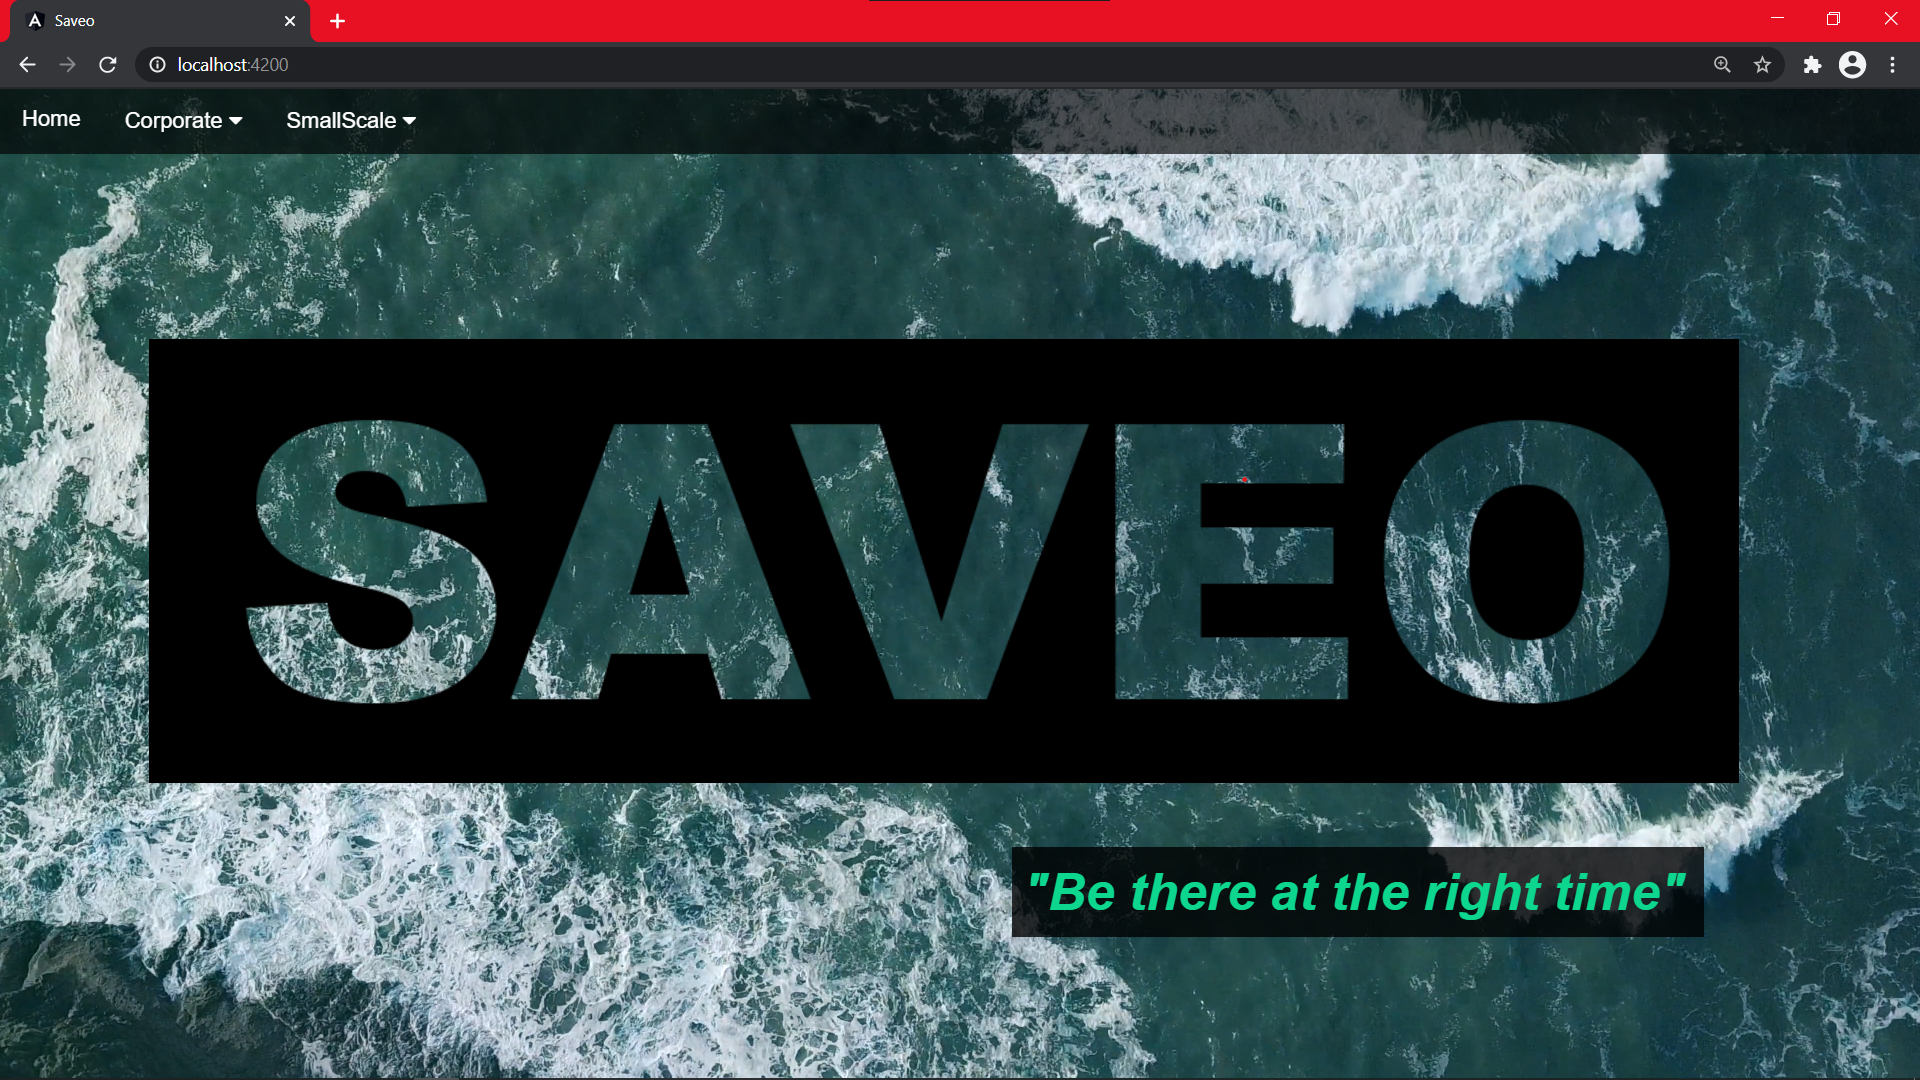 Saveo
localhost:4200
Home Corporate SmallScale
SAVEO
"Be there at the right time"